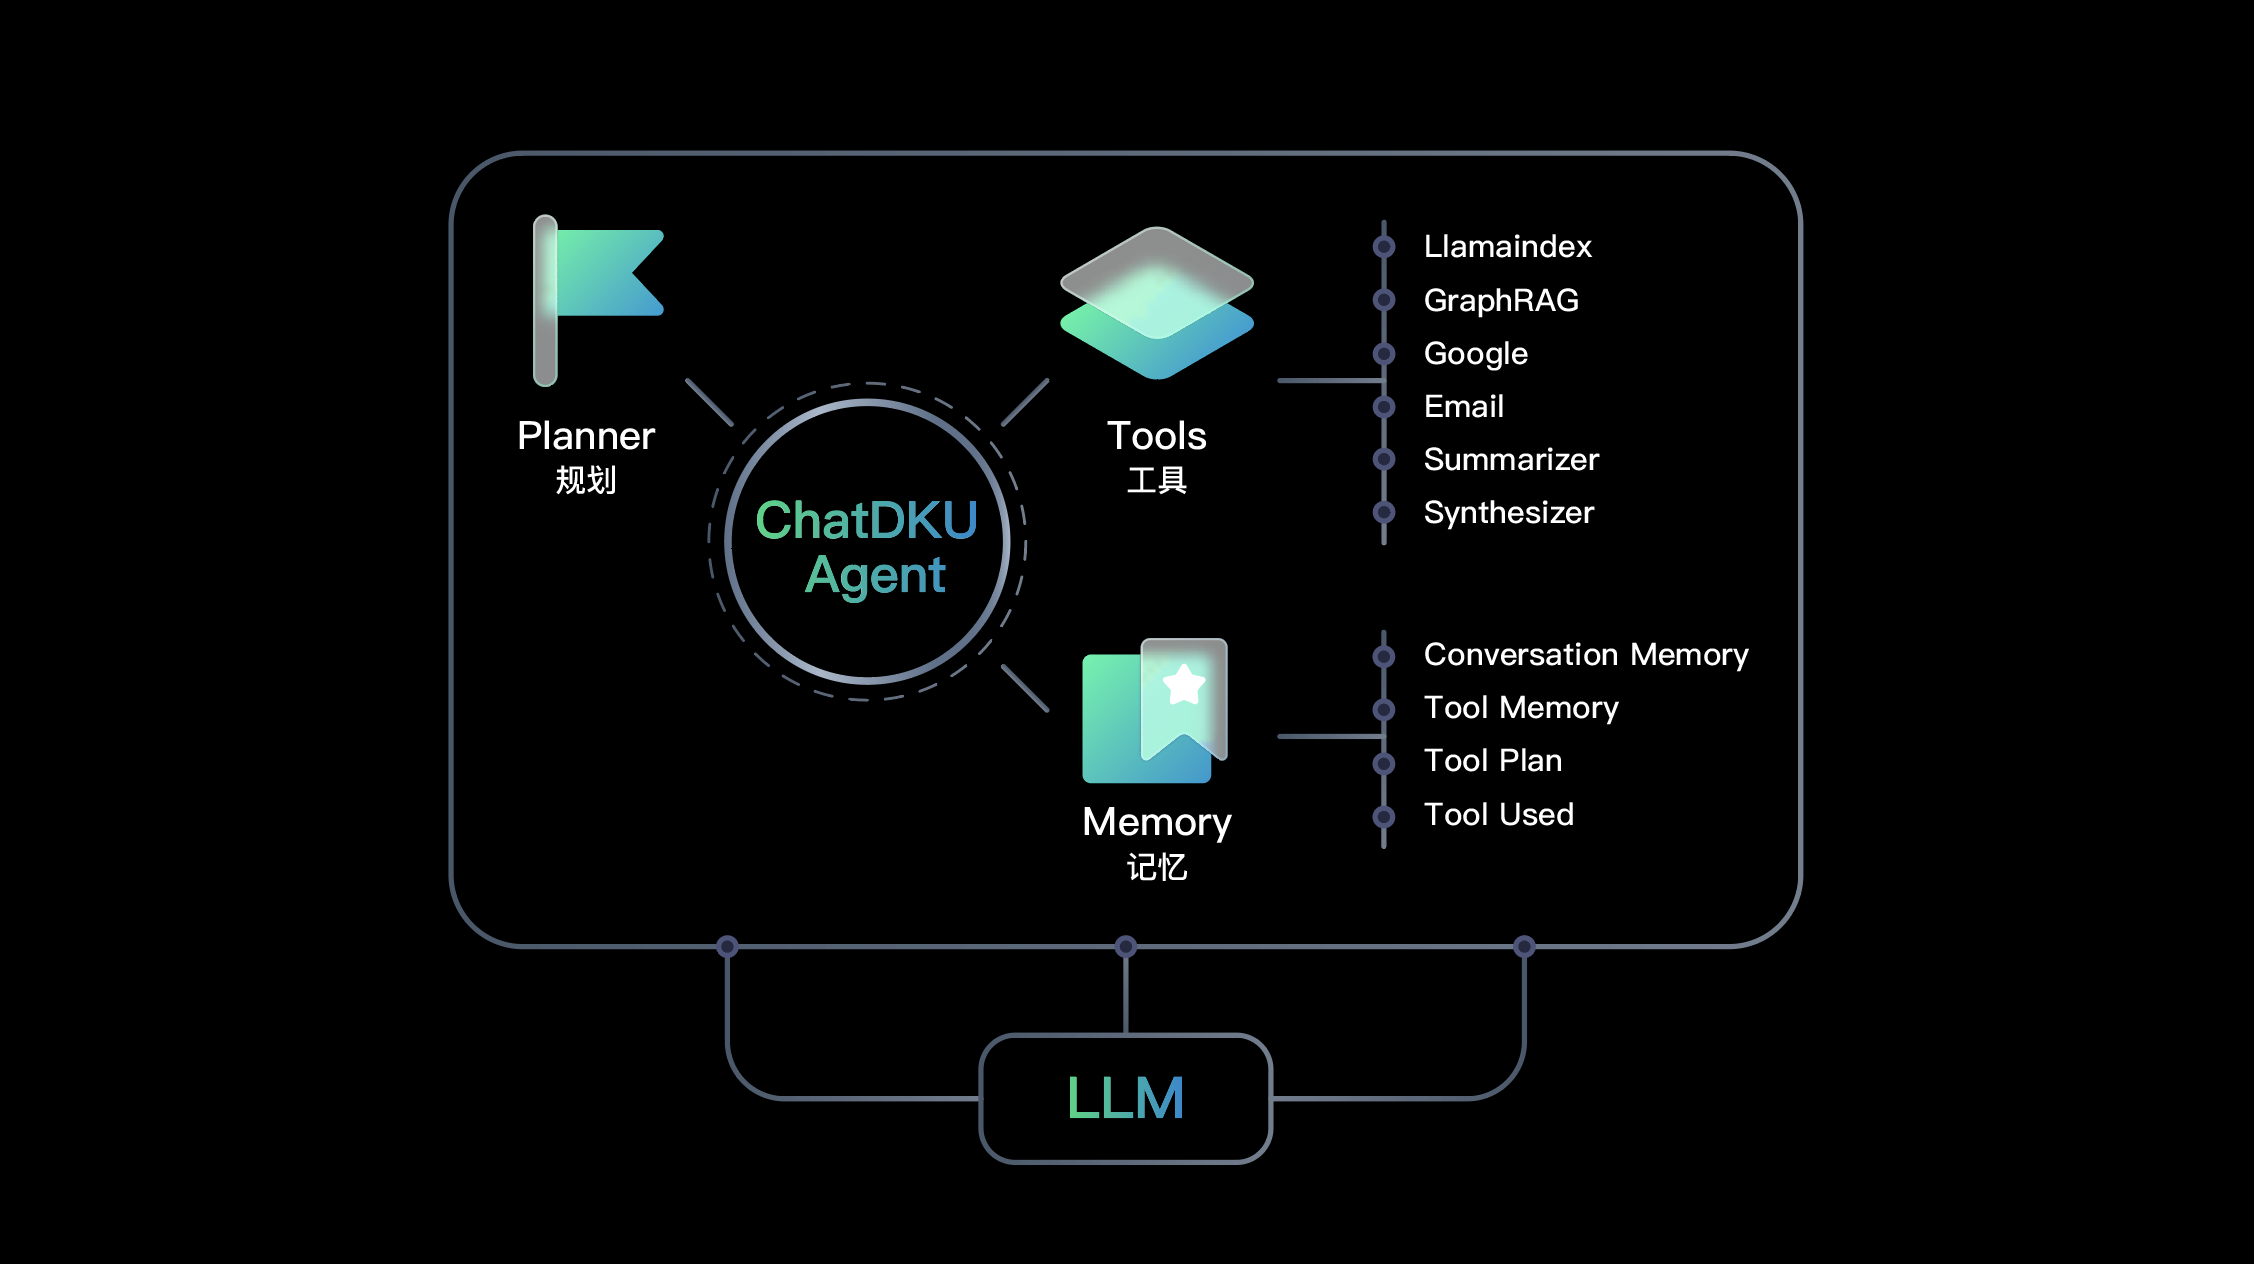 Planner
规划
ChatDKU
Agent
Tools
工具
Llamaindex
GraphRAG
Google
Email
Summarizer
Synthesizer
Memory
记忆
Conversation Memory
Tool Memory
Tool Plan
Tool Used
LLM